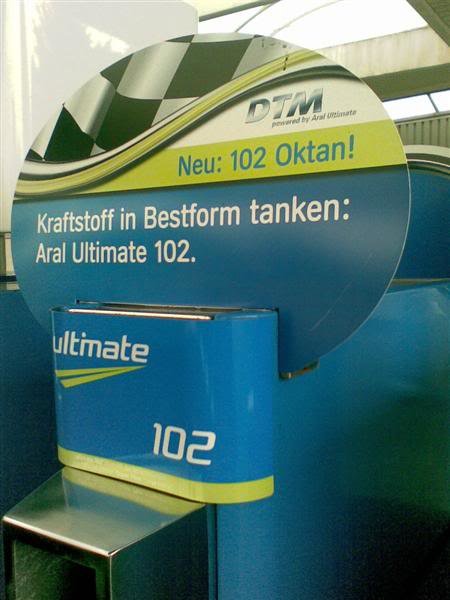 DTM
powered by Aral Ultimate
Neu: 102 Oktan!
Kraftstoff in Bestform tanken:
Aral Ultimate 102.
ultimate
102